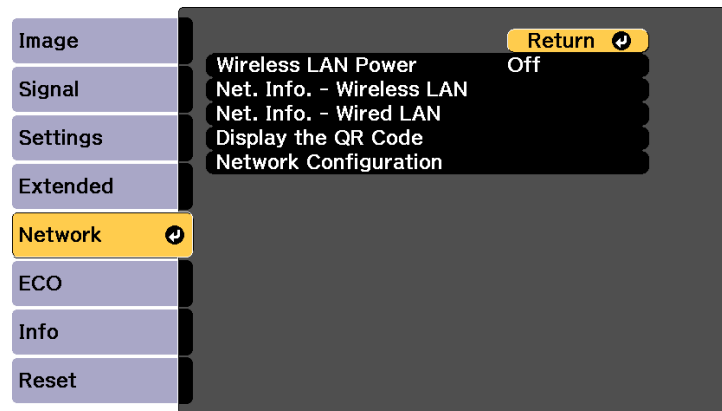 Image
Signal
Settings
Extended
Network
ECO
Info
Reset
Return
Wireless LAN Power Off
Net. Info. - Wireless LAN
Net. Info. - Wired LAN
Display the QR Code
Network Configuration